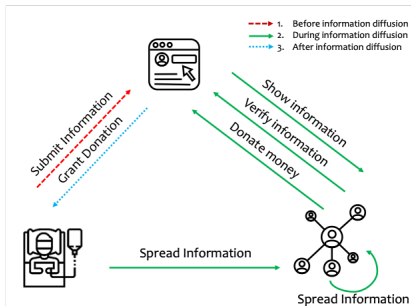 1. Before information diffusion
2. During information diffusion
3. After information diffusion
Submit Information
Grant Donation
Show information
Verify information
Donate money
Spread Information
Spread Information